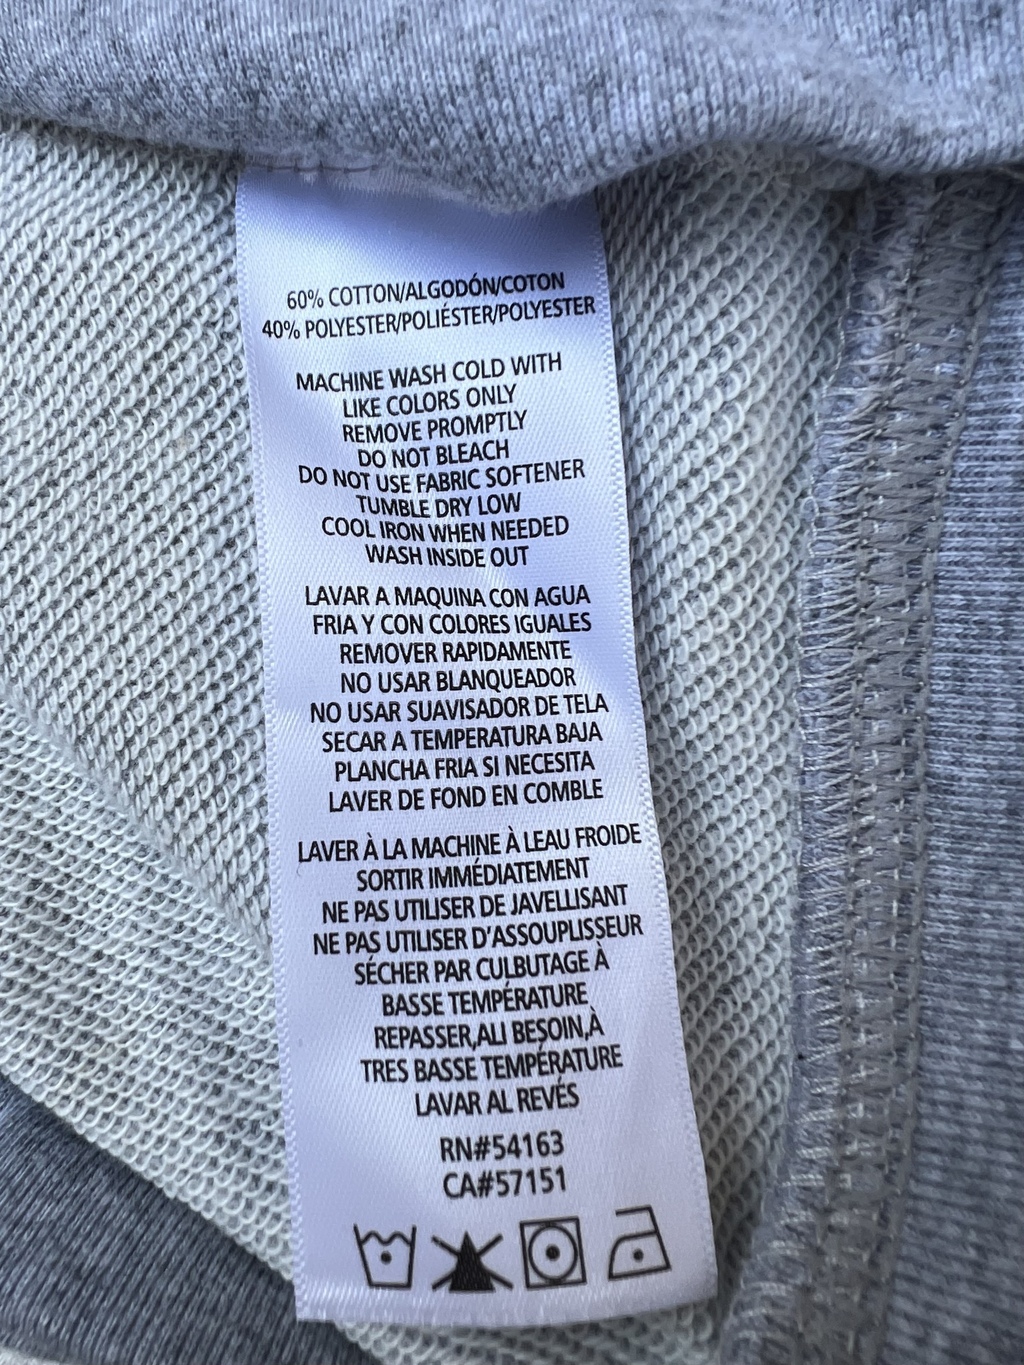 60% COTTON/ALGODÓN/COTON
40% POLYESTER/POLIÉSTER/POLYESTER
MACHINE WASH COLD WITH
LIKE COLORS ONLY
REMOVE PROMPTLY
DO NOT BLEACH
DO NOT USE FABRIC SOFTENER
TUMBLE DRY LOW
COOL IRON WHEN NEEDED
WASH INSIDE OUT
LAVAR A MAQUINA CON AGUA
FRIA Y CON COLORES IGUALES
REMOVER RAPIDAMENTE
NO USAR BLANQUEADOR
NO USAR SUAVISADOR DE TELA
SECAR A TEMPERATURA BAJA
PLANCHA FRIA SI NECESITA
LAVER DE FOND EN COMBLE
LAVER À LA MACHINE À LEAU FROIDE
SORTIR IMMÉDIATEMENT
NE PAS UTILISER DE JAVELLISANT
NE PAS UTILISER D'ASSOUPLISSEUR
SÉCHER PAR CULBUTAGE À
BASSE TEMPÉRATURE
REPASSER,ALI BESOIN,À
TRES BASSE TEMPÉRATURE
LAVAR AL REVÉS
RN#54163
CA#57151